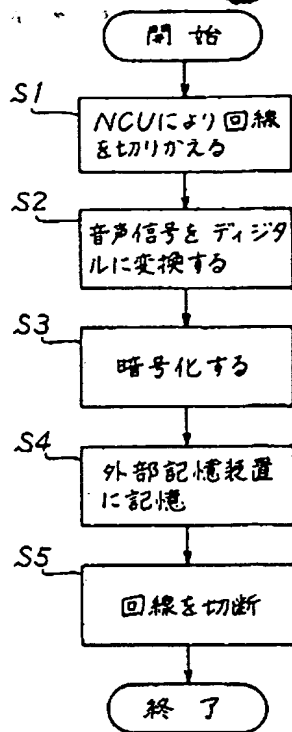 開始
S1
NCUにより回線
を切りかえる
S2
音声信号をディジタ
ルに変換する
S3
暗号化する
S4
外部記憶装置
に記憶
S5
回線を切断
終了